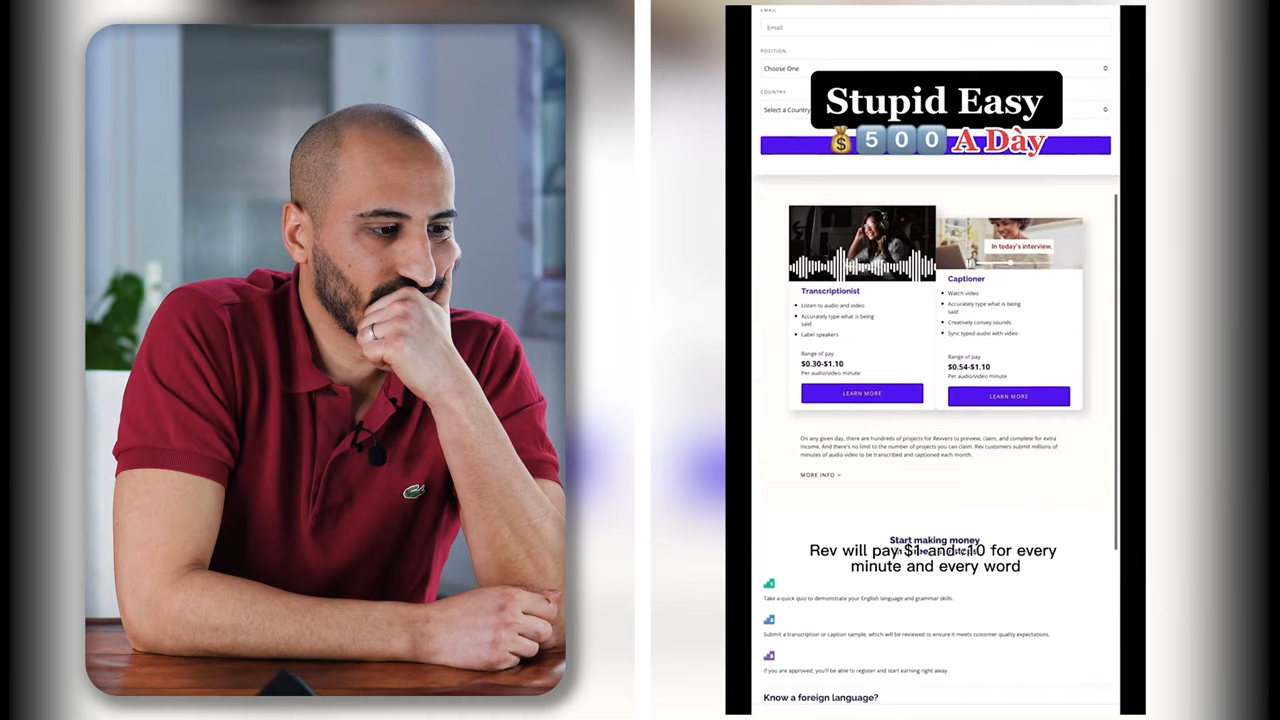 EMAIL
Email
POSITION
Choose One
COUNTRY
Select a Country
Stupid Easy
💰500 A Dày
In today's interview,
Transcriptionist
Listen to audio and video
Accurately type what is being
said
Label speakers
Range of pay
$0.30-$1.10
Per audio/video minute
LEARN MORE
Captioner
Watch video
Accurately type what is being
said
Creatively convey sounds
Sync typed audio with video
Range of pay
$0.54-$1.10
Per audio/video minute
LEARN MORE
On any given day, there are hundreds of projects for Revvers to preview, claim, and complete for extra
income. And there's no limit to the number of projects you can claim. Rev customers submit millions of
minutes of audio video to be transcribed and captioned each month.
MORE INFO
Start making money
Rev will pay $1 and ¢10 for every
minute and every word
Take a quick quiz to demonstrate your English language and grammar skills.
Submit a transcription or caption sample, which will be reviewed to ensure it meets customer quality expectations.
If you are approved, you'll be able to register and start earning right away.
Know a foreign language?